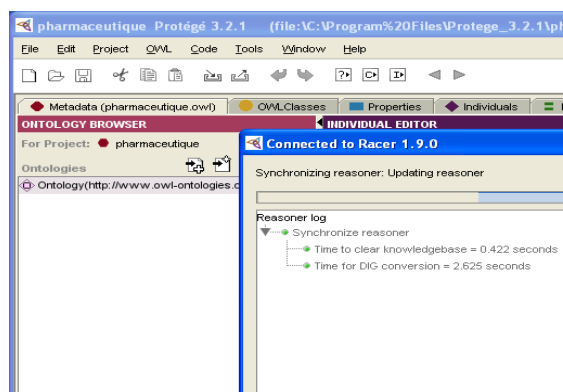 pharmaceutique Protégé 3.2.1 (file:\C:\Program%20Files\Protege_3.2.1\ph
File Edit Project OWL Code Tools Window Help
Metadata (pharmaceutique.owl) OWLClasses Properties Individuals
ONTOLOGY BROWSER INDIVIDUAL EDITOR
For Project: pharmaceutique
Connected to Racer 1.9.0
Ontologies
Synchronizing reasoner: Updating reasoner
Ontology(http://www.owl-ontologies.c
Reasoner log
Synchronize reasoner
Time to clear knowledgebase = 0.422 seconds
Time for DIG conversion = 2.625 seconds